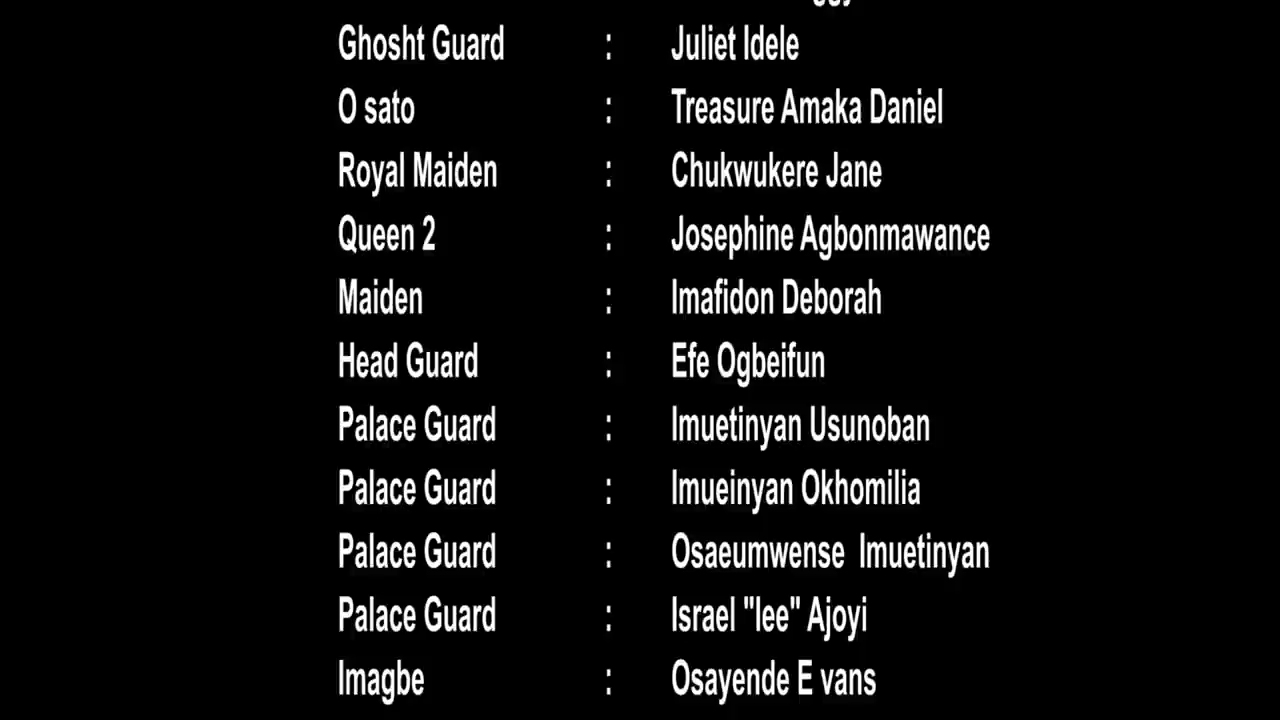 Ghosht Guard : Juliet Idele
O sato : Treasure Amaka Daniel
Royal Maiden : Chukwukere Jane
Queen 2 : Josephine Agbonmawance
Maiden : Imafidon Deborah
Head Guard : Efe Ogbeifun
Palace Guard : Imuetinyan Usunoban
Palace Guard : Imueinyan Okhomilia
Palace Guard : Osaeumwense Imuetinyan
Palace Guard : Israel "lee" Ajoyi
Imagbe : Osayende E vans